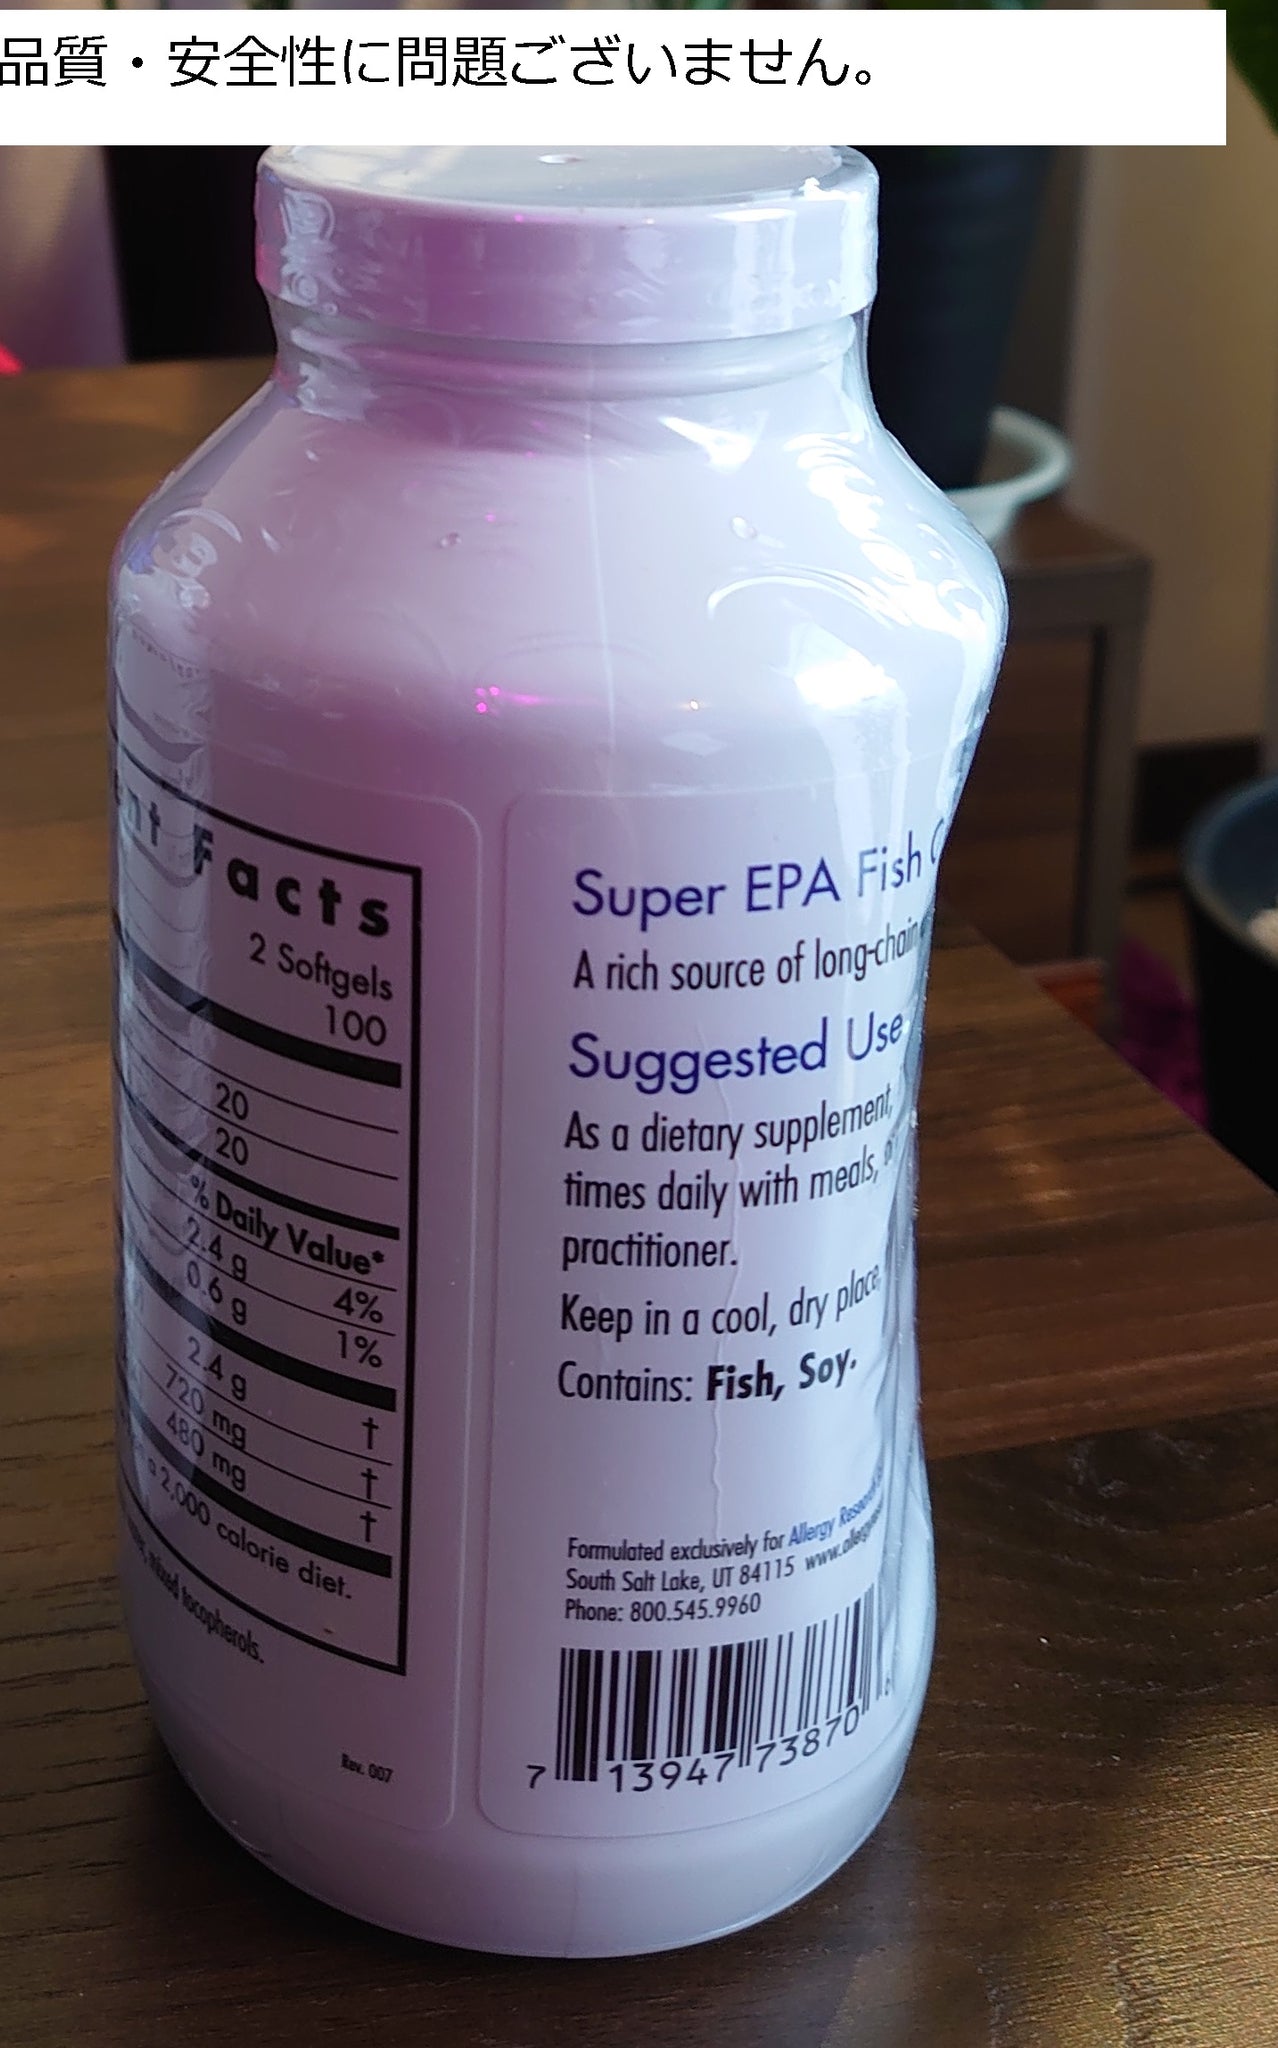 品質・安全性に問題ございません。
Facts
2 Softgels
100
20
20
% Daily Value*
2.4 g 4%
0.6 g 1%
2.4 g †
720 mg †
480 mg †
a 2,000 calorie diet.
mixed tocopherols.
Rev. 007
Super EPA Fish
A rich source of long-chain
Suggested Use
As a dietary supplement,
times daily with meals,
practitioner.
Keep in a cool, dry place,
Contains: Fish, Soy.
Formulated exclusively for Allergy
South Salt Lake, UT 84115
Phone: 800.545.9960
7 13947 73870